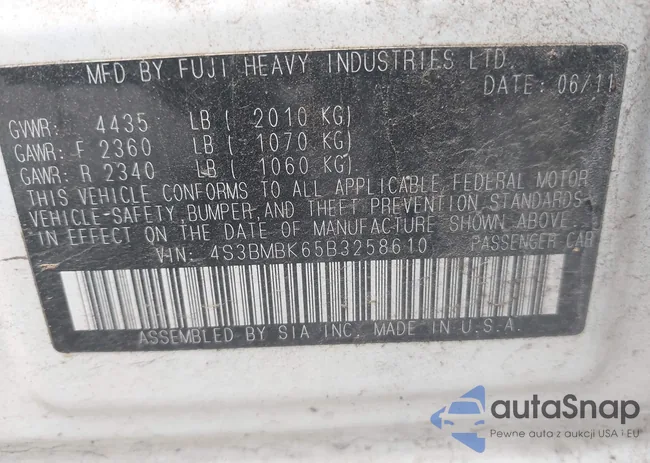 MFD BY FUJI HEAVY INDUSTRIES LTD.
DATE: 06/11
GVWR: 4435 LB ( 2010 KG)
GAWR: F 2360 LB ( 1070 KG)
GAWR: R 2340 LB ( 1060 KG)
THIS VEHICLE CONFORMS TO ALL APPLICABLE FEDERAL MOTOR
VEHICLE-SAFETY, BUMPER, AND THEFT PREVENTION STANDARDS
IN EFFECT ON THE DATE OF MANUFACTURE SHOWN ABOVE.
VIN: 4S3BMBK65B3258610 PASSENGER CAR
ASSEMBLED BY SIA INC. MADE IN U.S.A.
autaSnap
Pewne auta z aukcji USA i EU